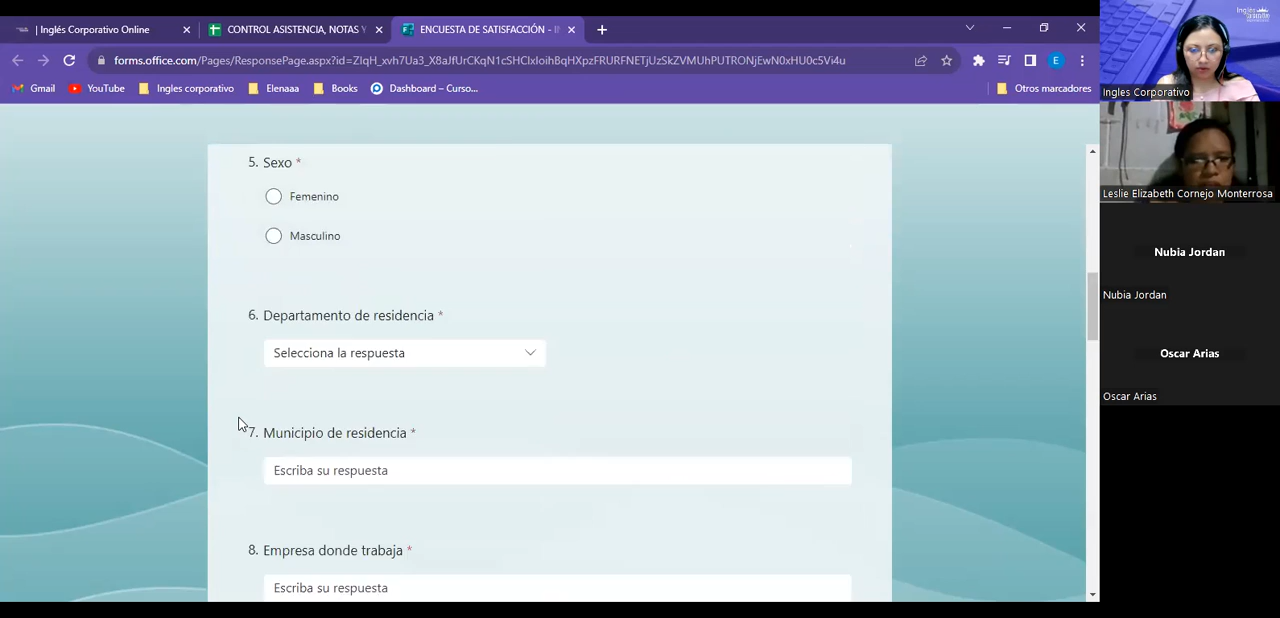 | Inglés Corporativo Online
CONTROL ASISTENCIA, NOTAS Y
ENCUESTA DE SATISFACCIÓN - I
forms.office.com/Pages/ResponsePage.aspx?id=ZIqH_xvh7Ua3_X8aJfUrCKqN1cSHCIxIoihBqHXpzFRURFNETjUzSkZVMUhPUTRONjEwN0xHU0c5Vi4u
E
Gmail
YouTube
Ingles corporativo
Elenaaa
Books
Dashboard – Curso...
Otros marcadores
5. Sexo *
Femenino
Masculino
6. Departamento de residencia *
Selecciona la respuesta
7. Municipio de residencia *
Escriba su respuesta
8. Empresa donde trabaja *
Escriba su respuesta
Ingles Corporativo
Leslie Elizabeth Cornejo Monterrosa
Nubia Jordan
Nubia Jordan
Oscar Arias
Oscar Arias